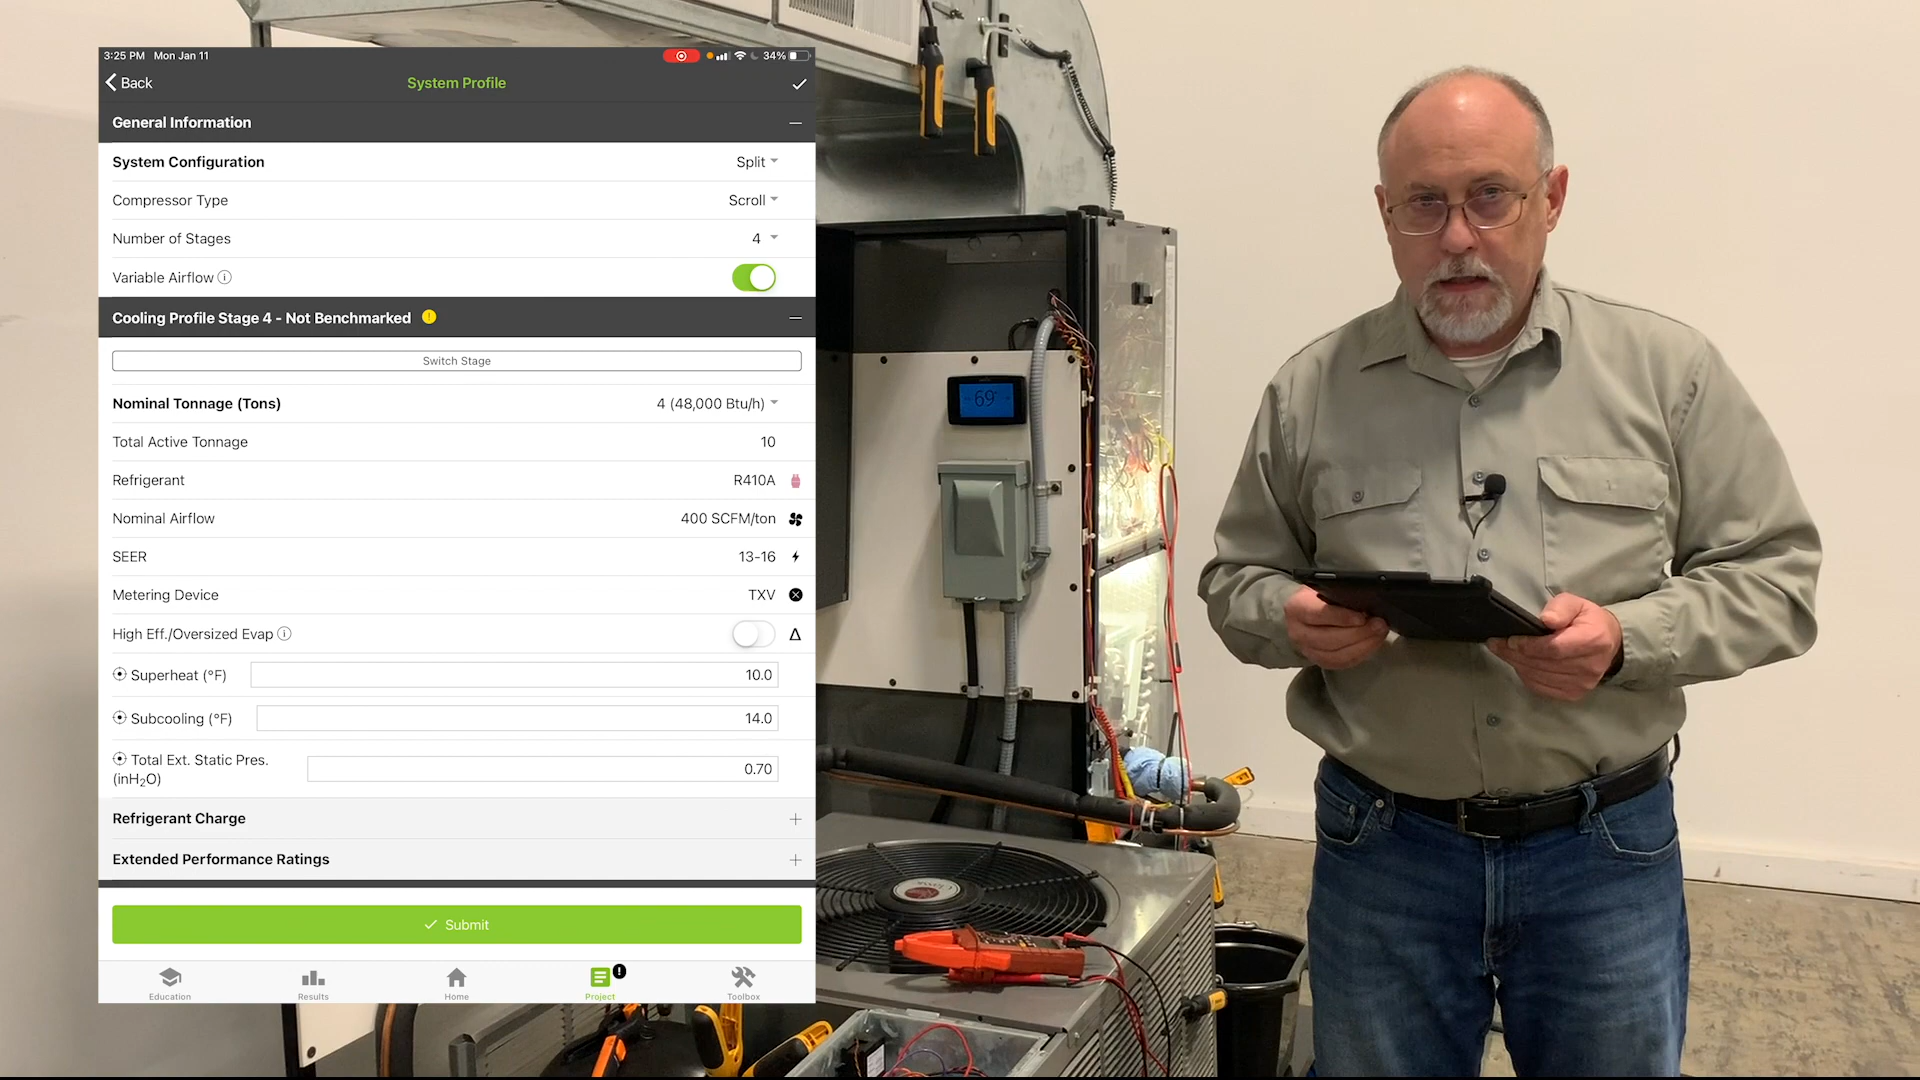 3:25 PM Mon Jan 11 34%
Back System Profile
General Information
System Configuration Split
Compressor Type Scroll
Number of Stages 4
Variable Airflow
Cooling Profile Stage 4 - Not Benchmarked
Switch Stage
Nominal Tonnage (Tons) 4 (48,000 Btu/h)
Total Active Tonnage 10
Refrigerant R410A
Nominal Airflow 400 SCFM/ton
SEER 13-16
Metering Device TXV
High Eff./Oversized Evap
Superheat (°F) 10.0
Subcooling (°F) 14.0
Total Ext. Static Pres.
(inH₂O) 0.70
Refrigerant Charge
Extended Performance Ratings
Submit
Education Results Home Project Toolbox
69°